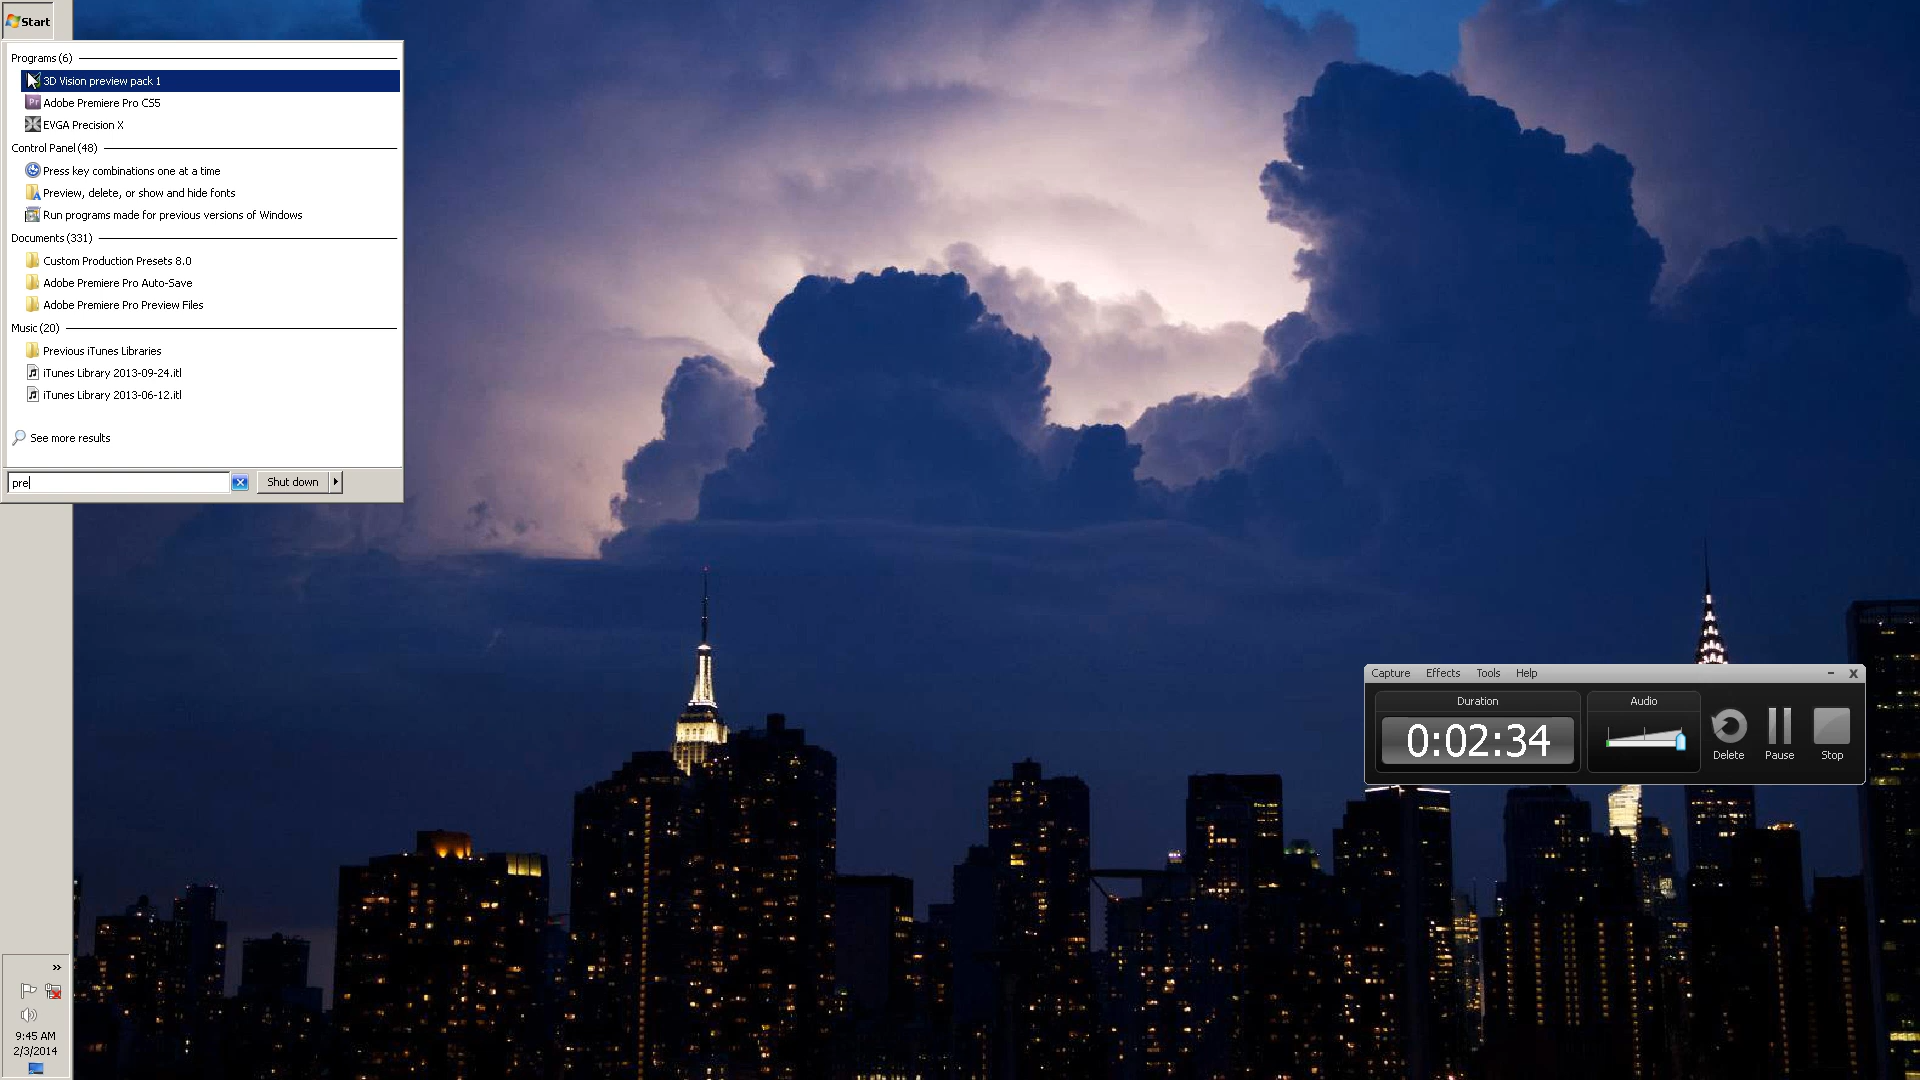 Start
Programs (6)
3D Vision preview pack 1
Pr Adobe Premiere Pro CS5
EVGA Precision X
Control Panel (48)
Press key combinations one at a time
Preview, delete, or show and hide fonts
Run programs made for previous versions of Windows
Documents (331)
Custom Production Presets 8.0
Adobe Premiere Pro Auto-Save
Adobe Premiere Pro Preview Files
Music (20)
Previous iTunes Libraries
iTunes Library 2013-09-24.itl
iTunes Library 2013-06-12.itl
See more results
pre
Shut down
Capture Effects Tools Help
Duration
0:02:34
Audio
Delete Pause Stop
9:45 AM
2/3/2014